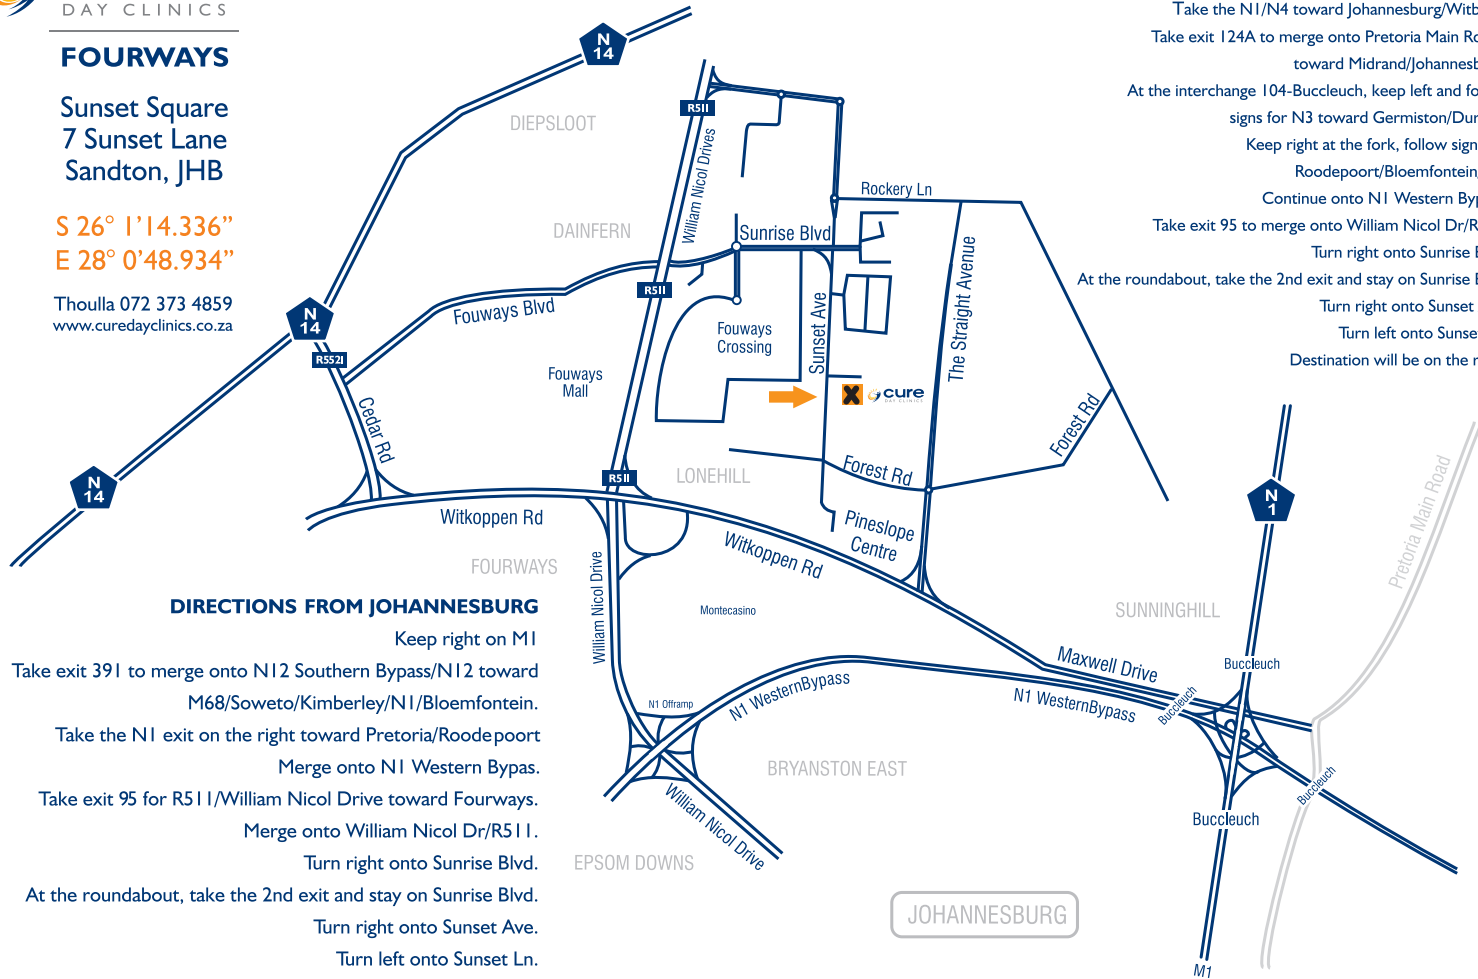 DAY CLINICS
FOURWAYS
Sunset Square
7 Sunset Lane
Sandton, JHB
S 26° 1’14.336”
E 28° 0’48.934”
Thoulla 072 373 4859
www.curedayclinics.co.za
Take the N1/N4 toward Johannesburg/Witb
Take exit 124A to merge onto Pretoria Main Ro
toward Midrand/Johannesb
At the interchange 104-Buccleuch, keep left and fo
signs for N3 toward Germiston/Dur
Keep right at the fork, follow sign
Roodepoort/Bloemfontein
Continue onto N1 Western Byp
Take exit 95 to merge onto William Nicol Dr/R
Turn right onto Sunrise B
At the roundabout, take the 2nd exit and stay on Sunrise B
Turn right onto Sunset
Turn left onto Sunse
Destination will be on the r
N
14
DIEPSLOOT
R511
William Nicol Drives
Rockery Ln
DAINFERN
Sunrise Blvd
The Straight Avenue
R511
N
14
Fouways Blvd
Fouways
Crossing
Sunset Ave
R552I
Fouways
Mall
cure
DAY CLINICS
Cedar Rd
Forest Rd
Forest Rd
LONEHILL
R511
N
14
N
1
Pretoria Main Road
Witkoppen Rd
Pineslope
Centre
Witkoppen Rd
FOURWAYS
William Nicol Drive
Montecasino
SUNNINGHILL
Maxwell Drive
Buccleuch
N1 WesternBypass
N1 WesternBypass
Buccleuch
N1 Offramp
BRYANSTON EAST
Buccleuch
William Nicol Drive
Buccleuch
EPSOM DOWNS
JOHANNESBURG
M1
DIRECTIONS FROM JOHANNESBURG
Keep right on M1
Take exit 391 to merge onto N12 Southern Bypass/N12 toward
M68/Soweto/Kimberley/N1/Bloemfontein.
Take the N1 exit on the right toward Pretoria/Roodepoort
Merge onto N1 Western Bypas.
Take exit 95 for R511/William Nicol Drive toward Fourways.
Merge onto William Nicol Dr/R511.
Turn right onto Sunrise Blvd.
At the roundabout, take the 2nd exit and stay on Sunrise Blvd.
Turn right onto Sunset Ave.
Turn left onto Sunset Ln.